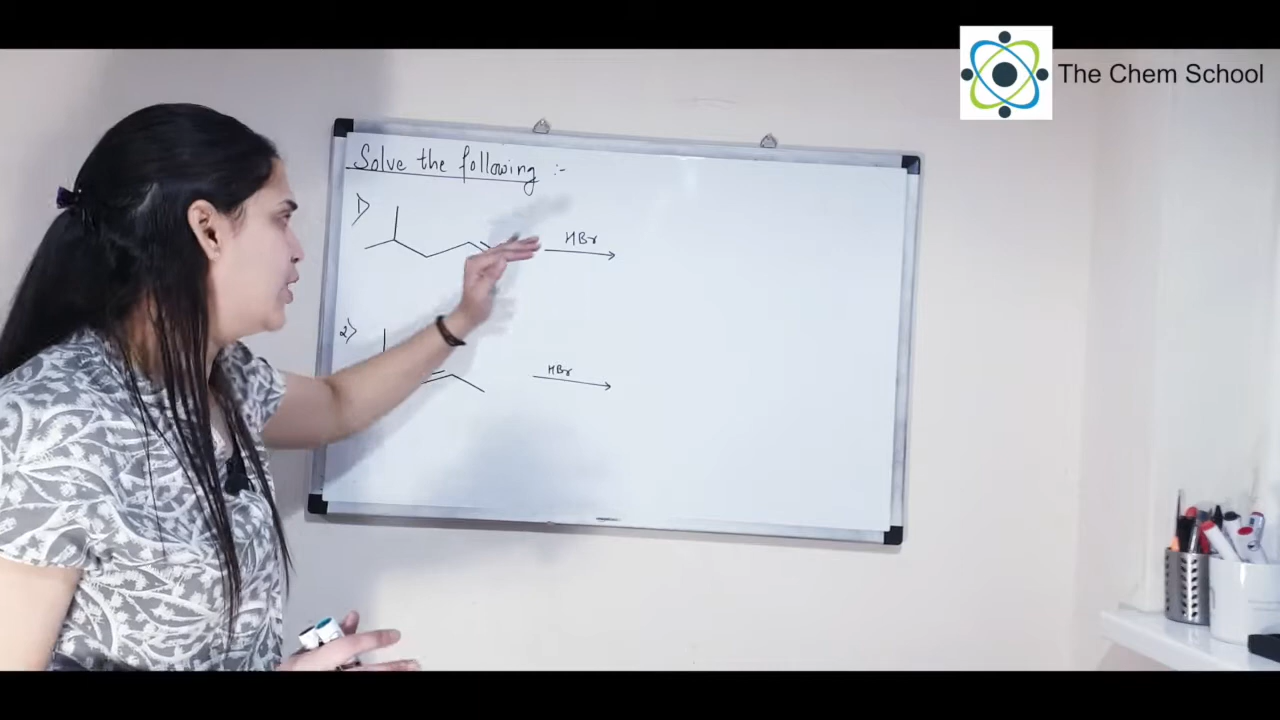 The Chem School
Solve the following :-
1)
HBr
2)
HBr